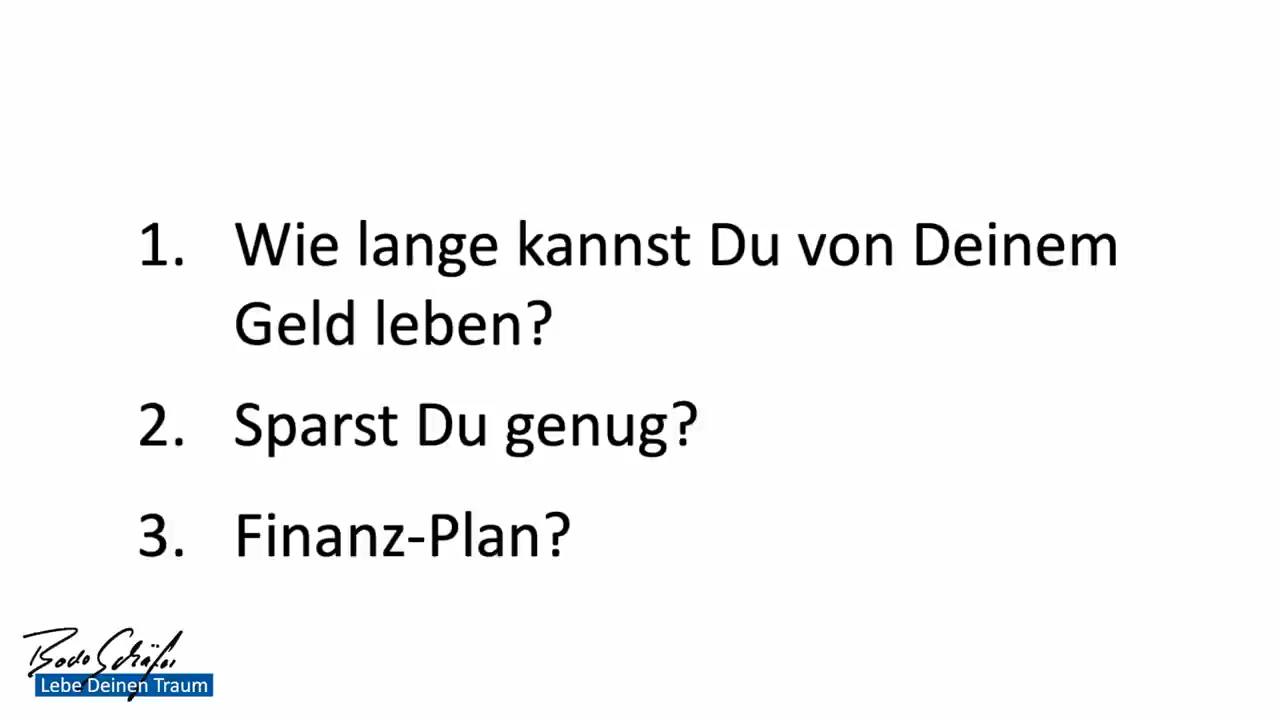 1. Wie lange kannst Du von Deinem
Geld leben?
2. Sparst Du genug?
3. Finanz-Plan?
Bodo Schäfer
Lebe Deinen Traum